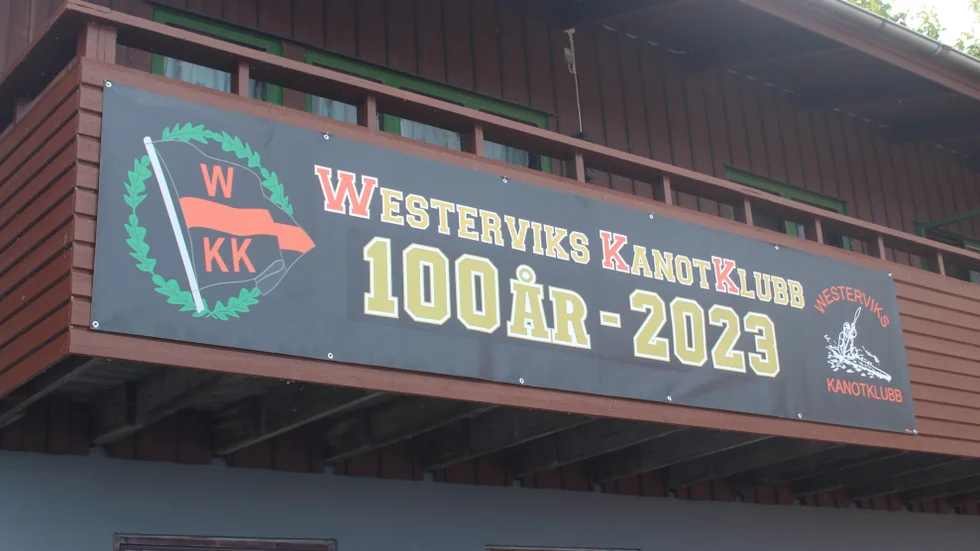 W
KK
WESTERVIKS KANOTKLUBB
100 ÅR - 2023
WESTERVIKS
KANOTKLUBB